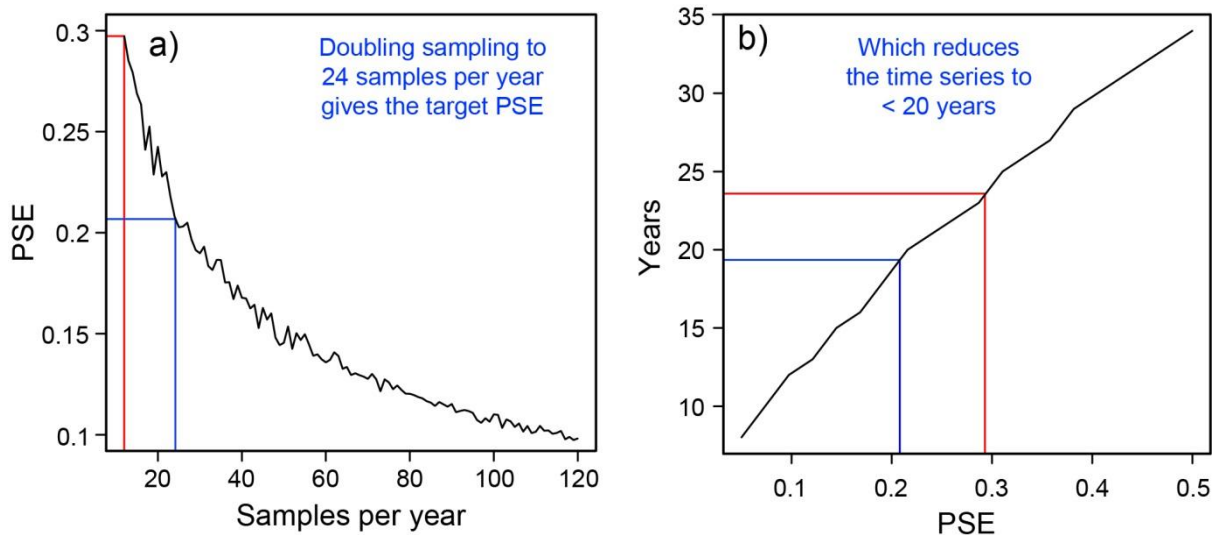 a)
Doubling sampling to
24 samples per year
gives the target PSE
PSE
0.3
0.25
0.2
0.15
0.1
20 40 60 80 100 120
Samples per year
b)
Which reduces
the time series to
< 20 years
Years
35
30
25
20
15
10
0.1 0.2 0.3 0.4 0.5
PSE